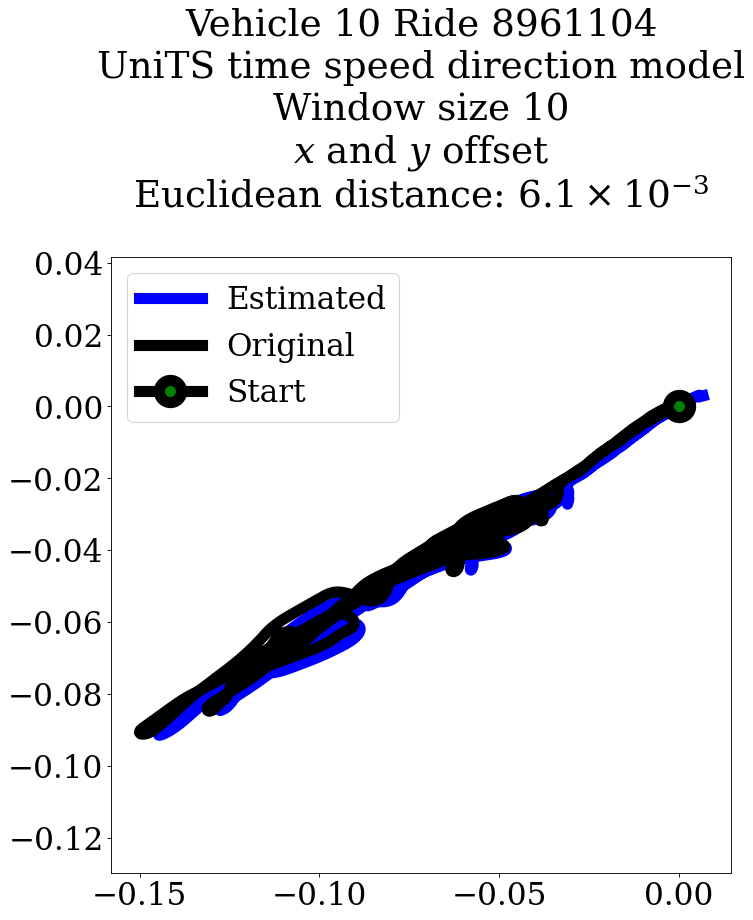 Vehicle 10 Ride 8961104
UniTS time speed direction model
Window size 10
x and y offset
Euclidean distance: 6.1 × 10⁻³
0.04
0.02
0.00
−0.02
−0.04
−0.06
−0.08
−0.10
−0.12
Estimated
Original
Start
−0.15
−0.10
−0.05
0.00